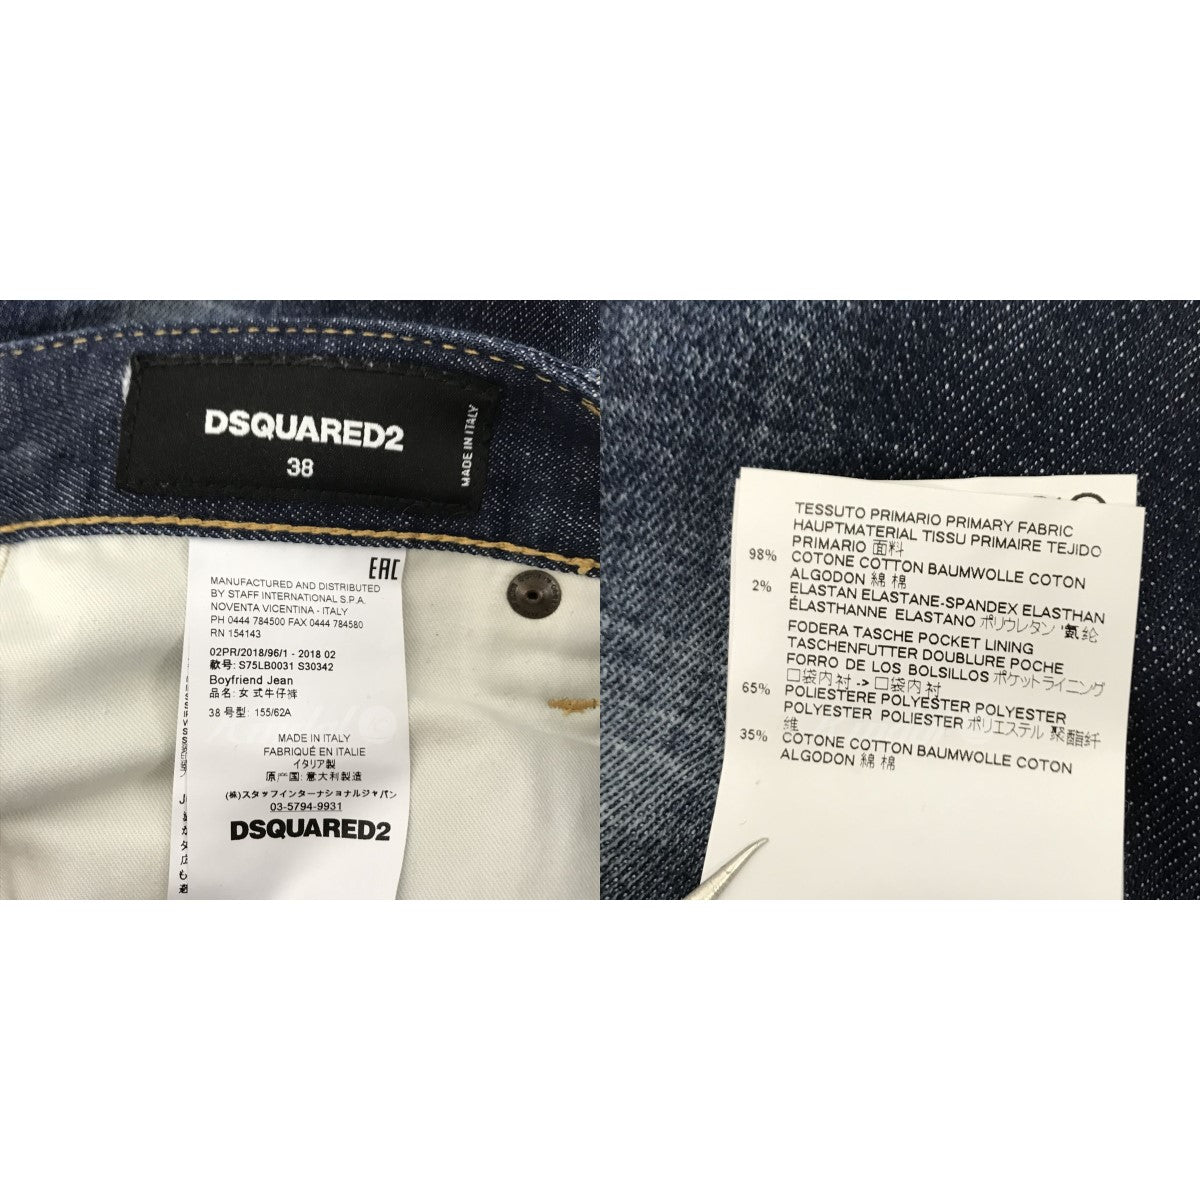 DSQUARED2
38
MADE IN ITALY
EAC
MANUFACTURED AND DISTRIBUTED
BY STAFF INTERNATIONAL S.P.A.
NOVENTA VICENTINA - ITALY
PH 0444 784500 FAX 0444 784580
RN 154143
02PR/2018/96/1 - 2018 02
款号: S75LB0031 S30342
Boyfriend Jean
品名: 女式牛仔裤
38 号型: 155/62A
MADE IN ITALY
FABRIQUÉ EN ITALIE
イタリア製
原产国: 意大利製造
(株)スタッフインターナショナルジャパン
03-5794-9931
DSQUARED2
TESSUTO PRIMARIO PRIMARY FABRIC
HAUPTMATERIAL TISSU PRIMAIRE TEJIDO
PRIMARIO 面料
98% COTONE COTTON BAUMWOLLE COTON
ALGODON 綿 棉
2% ELASTAN ELASTANE-SPANDEX ELASTHAN
ÉLASTHANNE ELASTANO ポリウレタン '氨纶
FODERA TASCHE POCKET LINING
TASCHENFUTTER DOUBLURE POCHE
FORRO DE LOS BOLSILLOS ポケットライニング
口袋内衬 -> 口袋内衬
65% POLIESTERE POLYESTER POLYESTER
POLYESTER POLIESTER ポリエステル 聚酯纤
维
35% COTONE COTTON BAUMWOLLE COTON
ALGODON 綿 棉